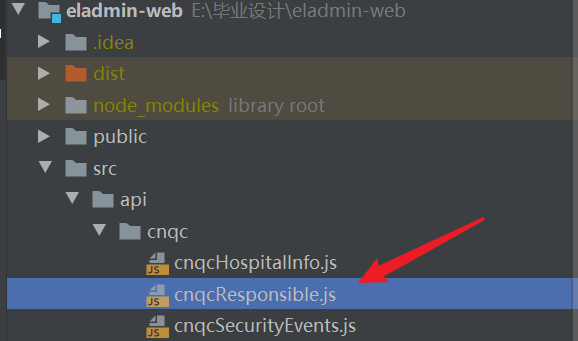 eladmin-web E:\毕业设计\eladmin-web
.idea
dist
node_modules library root
public
src
api
cnqc
JS cnqcHospitalInfo.js
JS cnqcResponsible.js
JS cnqcSecurityEvents.js